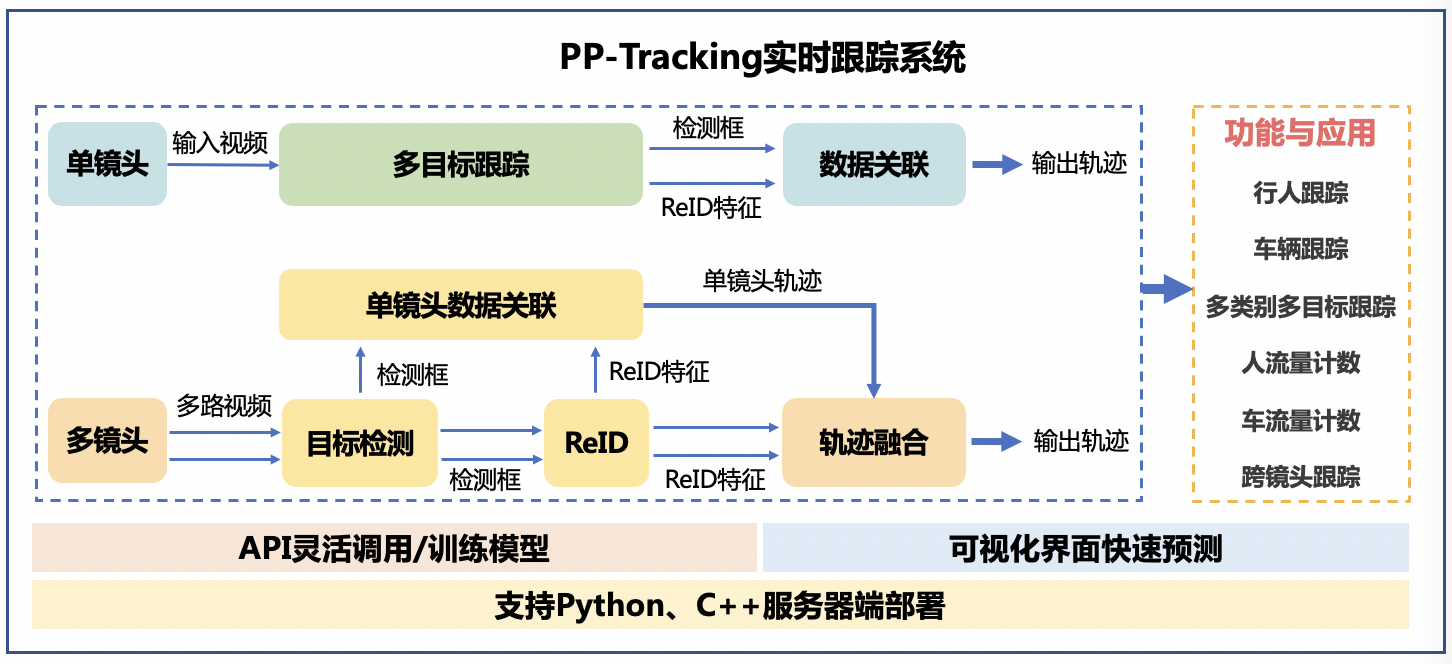 PP-Tracking实时跟踪系统
单镜头
输入视频
多目标跟踪
检测框
ReID特征
数据关联
输出轨迹
单镜头数据关联
单镜头轨迹
检测框
ReID特征
多镜头
多路视频
目标检测
检测框
ReID
ReID特征
轨迹融合
输出轨迹
功能与应用
行人跟踪
车辆跟踪
多类别多目标跟踪
人流量计数
车流量计数
跨镜头跟踪
API灵活调用/训练模型
可视化界面快速预测
支持Python、C++服务器端部署